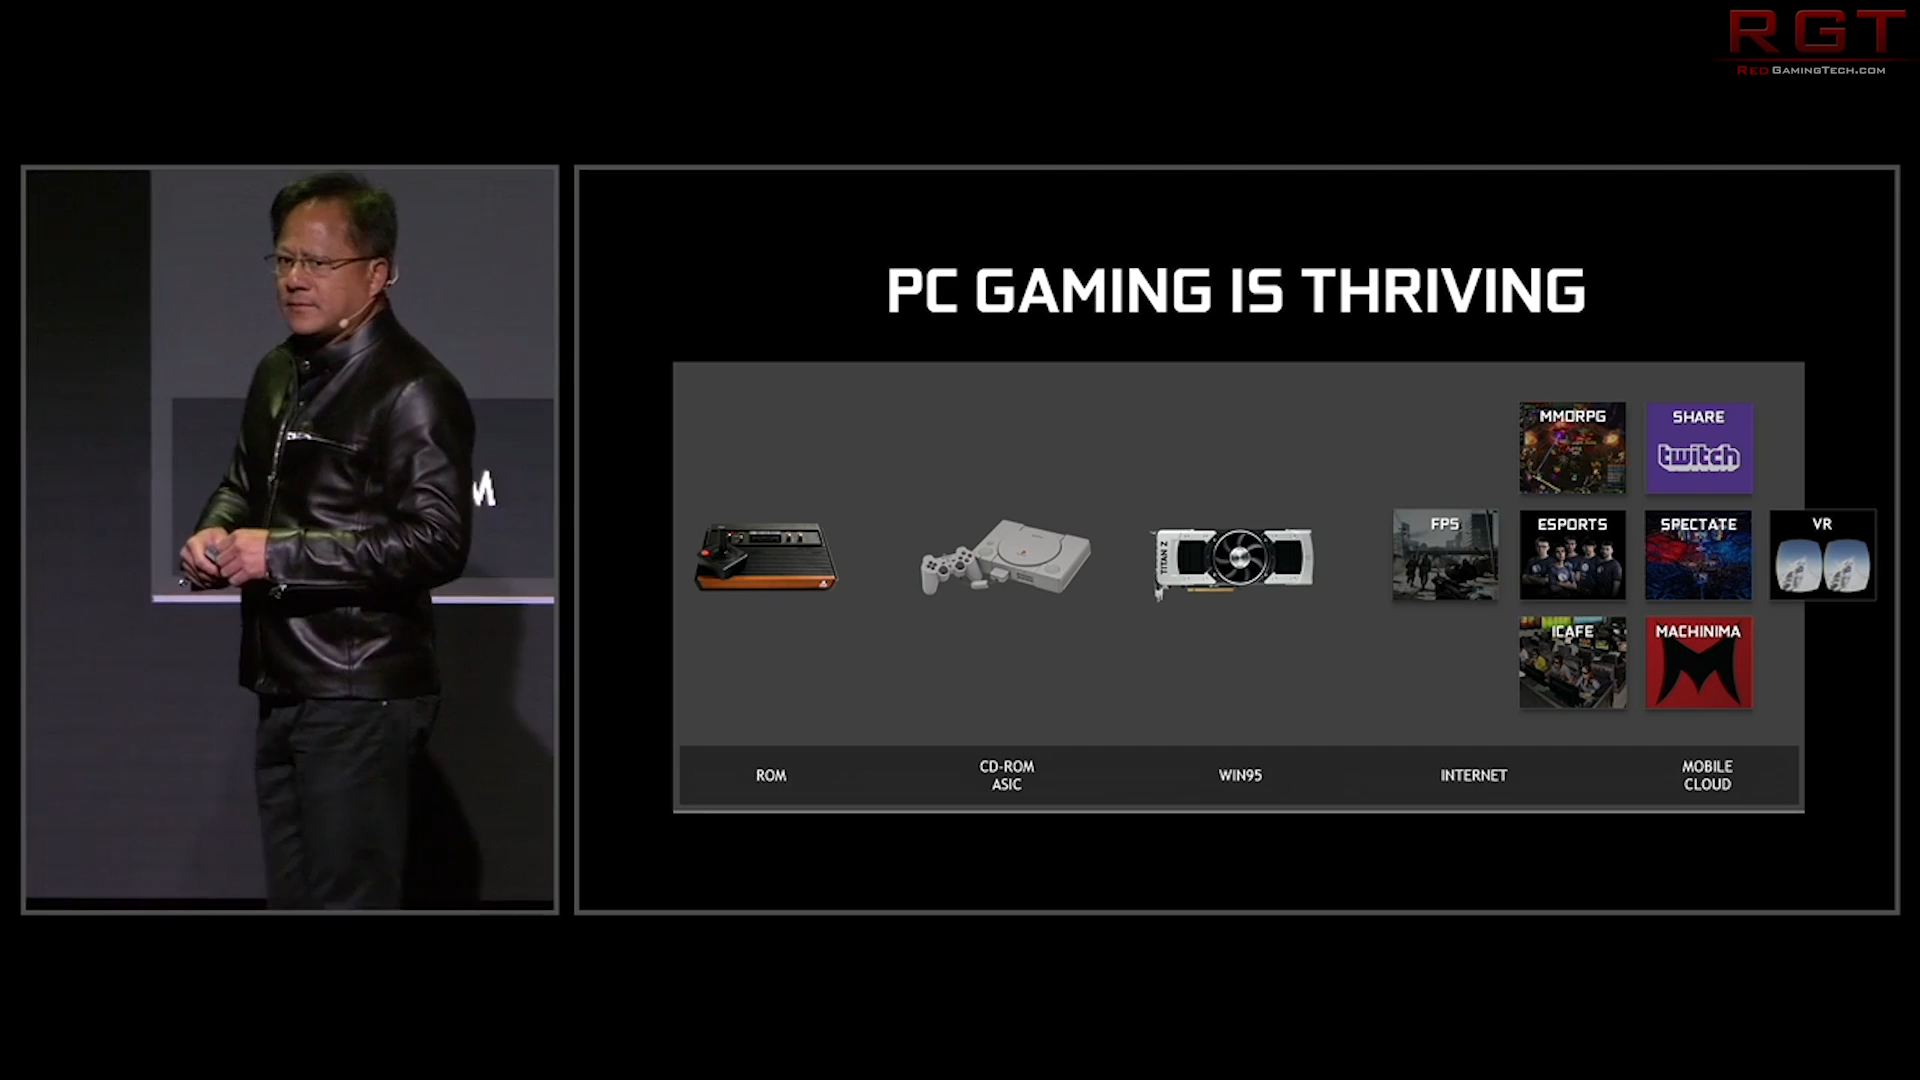 RGT
RED GAMINGTECH.COM
PC GAMING IS THRIVING
MMORPG
SHARE
twitch
TITAN Z
FPS
ESPORTS
SPECTATE
VR
ICAFE
MACHINIMA
M
ROM
CD-ROM
ASIC
WIN95
INTERNET
MOBILE
CLOUD